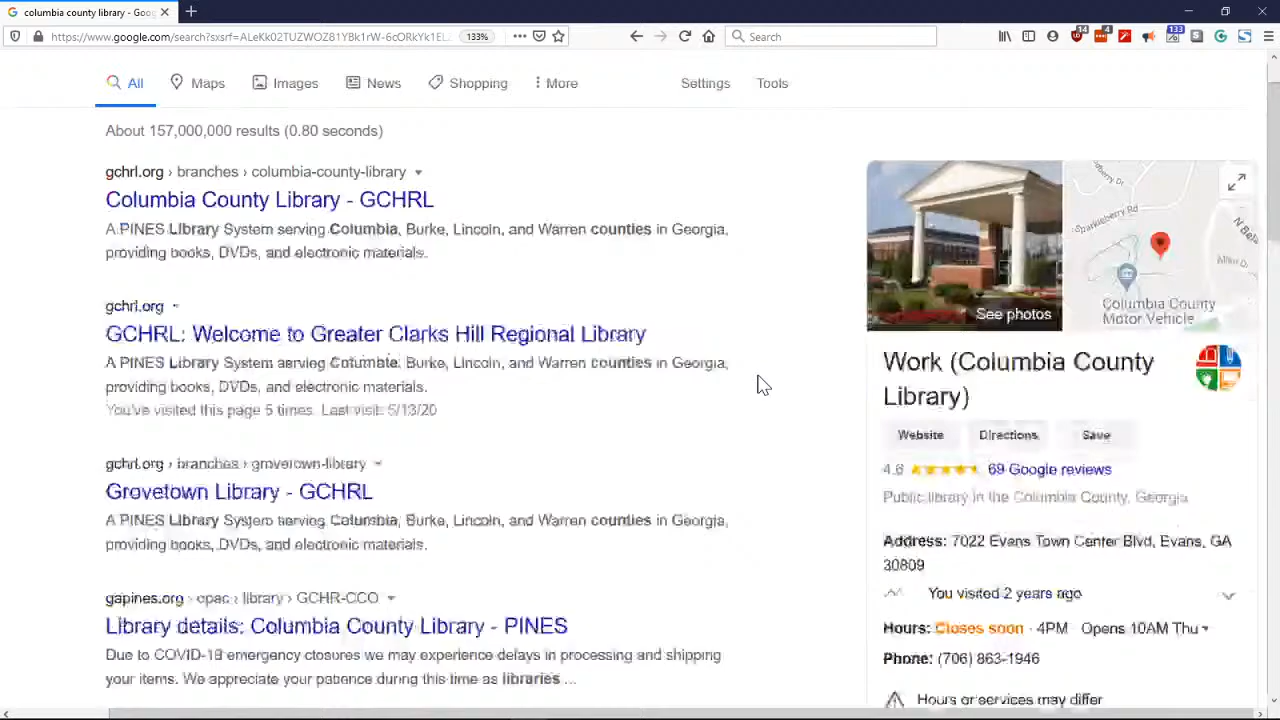 columbia county library - Goo
https://www.google.com/search?sxsrf=ALeKk02TUZWOZ81YBk1rW-6cORkYk1EL
133%
Search
14
133
All
Maps
Images
News
Shopping
More
Settings
Tools
About 157,000,000 results (0.80 seconds)
gchrl.org › branches › columbia-county-library
Columbia County Library - GCHRL
A PINES Library System serving Columbia, Burke, Lincoln, and Warren counties in Georgia,
providing books, DVDs, and electronic materials.
gchrl.org
GCHRL: Welcome to Greater Clarks Hill Regional Library
A PINES Library System serving Columbia, Burke, Lincoln, and Warren counties in Georgia,
providing books, DVDs, and electronic materials.
You've visited this page 5 times. Last visit: 5/13/20
gchrl.org › branches › grovetown-library
Grovetown Library - GCHRL
A PINES Library System serving Columbia, Burke, Lincoln, and Warren counties in Georgia,
providing books, DVDs, and electronic materials.
gapines.org › opac › library › GCHR-CCO
Library details: Columbia County Library - PINES
Due to COVID-19 emergency closures we may experience delays in processing and shipping
your items. We appreciate your patience during this time as libraries ...
Sparkleberry Rd
Columbia County
Motor Vehicle
See photos
Work (Columbia County
Library)
Website
Directions
Save
4.6 69 Google reviews
Public library in the Columbia County, Georgia
Address: 7022 Evans Town Center Blvd, Evans, GA
30809
You visited 2 years ago
Hours: Closes soon · 4PM · Opens 10AM Thu
Phone: (706) 863-1946
Hours or services may differ